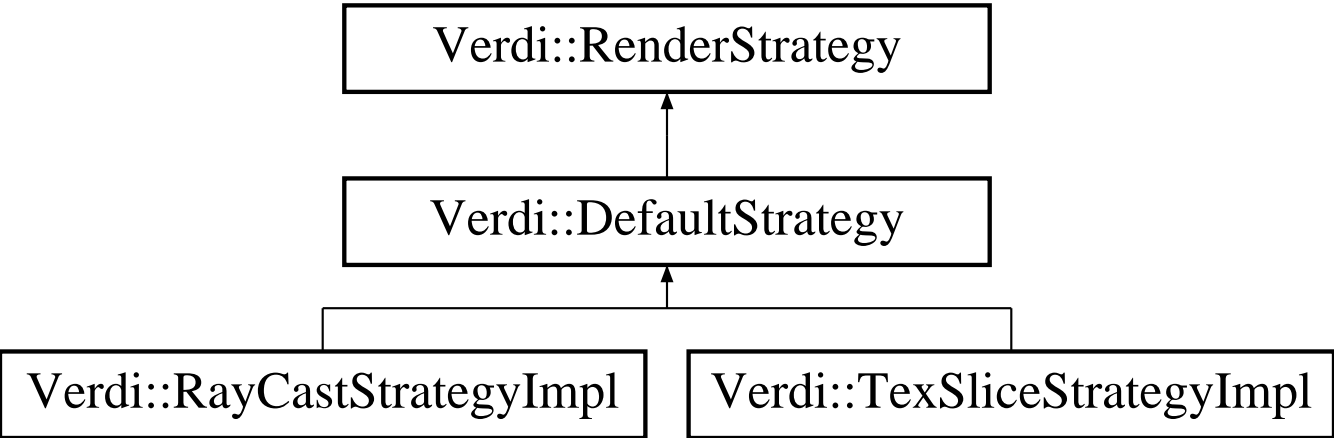 Verdi::RenderStrategy
Verdi::DefaultStrategy
Verdi::RayCastStrategyImpl
Verdi::TexSliceStrategyImpl